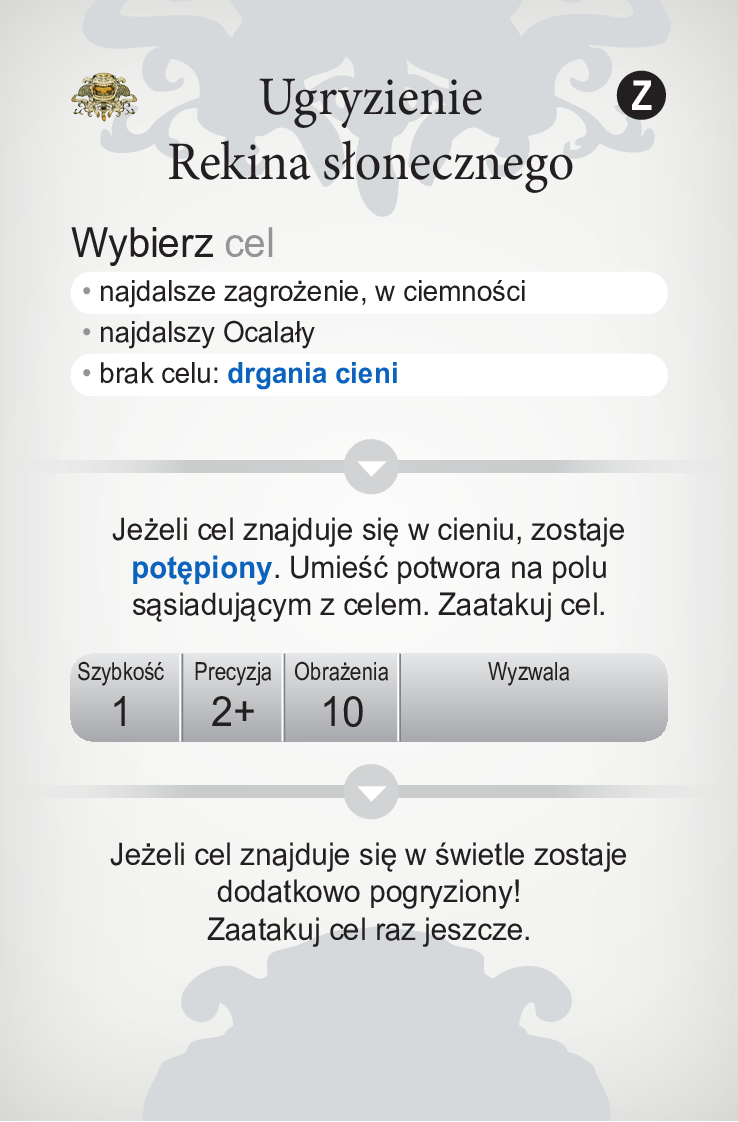 Ugryzienie
Z
Rekina słonecznego
Wybierz cel
• najdalsze zagrożenie, w ciemności
• najdalszy Ocalały
• brak celu: drgania cieni
Jeżeli cel znajduje się w cieniu, zostaje
potępiony. Umieść potwora na polu
sąsiadującym z celem. Zaatakuj cel.
Szybkość Precyzja Obrażenia Wyzwala
1 2+ 10
Jeżeli cel znajduje się w świetle zostaje
dodatkowo pogryziony!
Zaatakuj cel raz jeszcze.